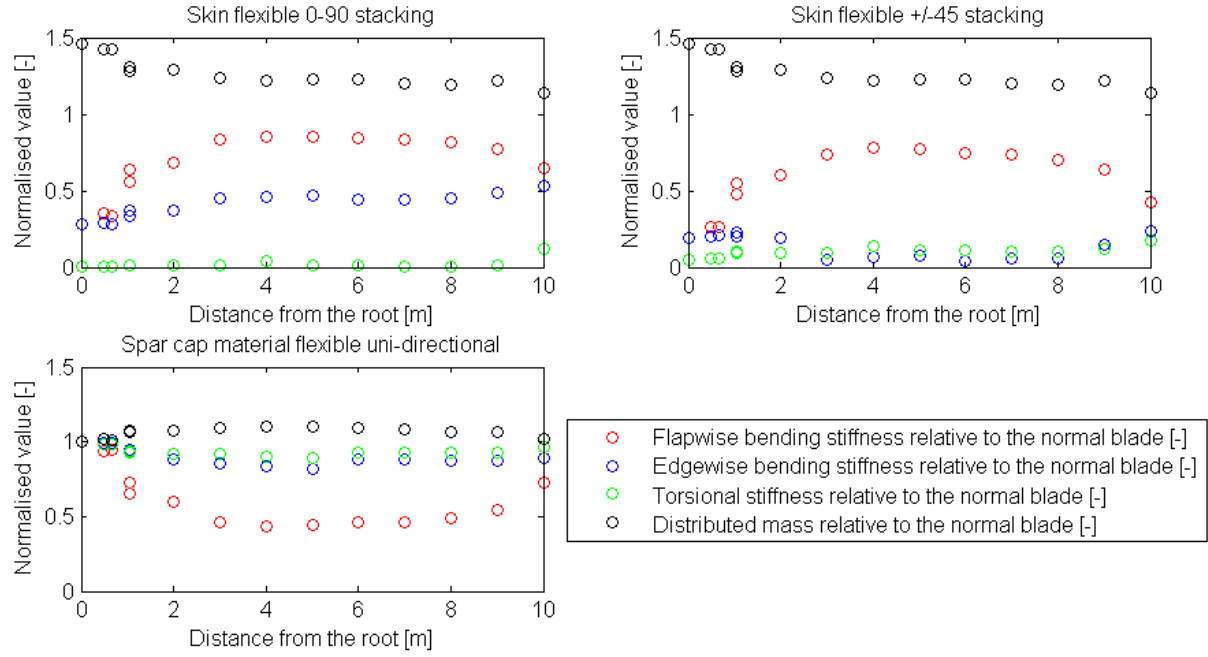 Skin flexible 0-90 stacking
1.5
1
0.5
0
Normalised value [-]
0 2 4 6 8 10
Distance from the root [m]
Skin flexible +/-45 stacking
1.5
1
0.5
0
Normalised value [-]
0 2 4 6 8 10
Distance from the root [m]
Spar cap material flexible uni-directional
1.5
1
0.5
0
Normalised value [-]
0 2 4 6 8 10
Distance from the root [m]
Flapwise bending stiffness relative to the normal blade [-]
Edgewise bending stiffness relative to the normal blade [-]
Torsional stiffness relative to the normal blade [-]
Distributed mass relative to the normal blade [-]